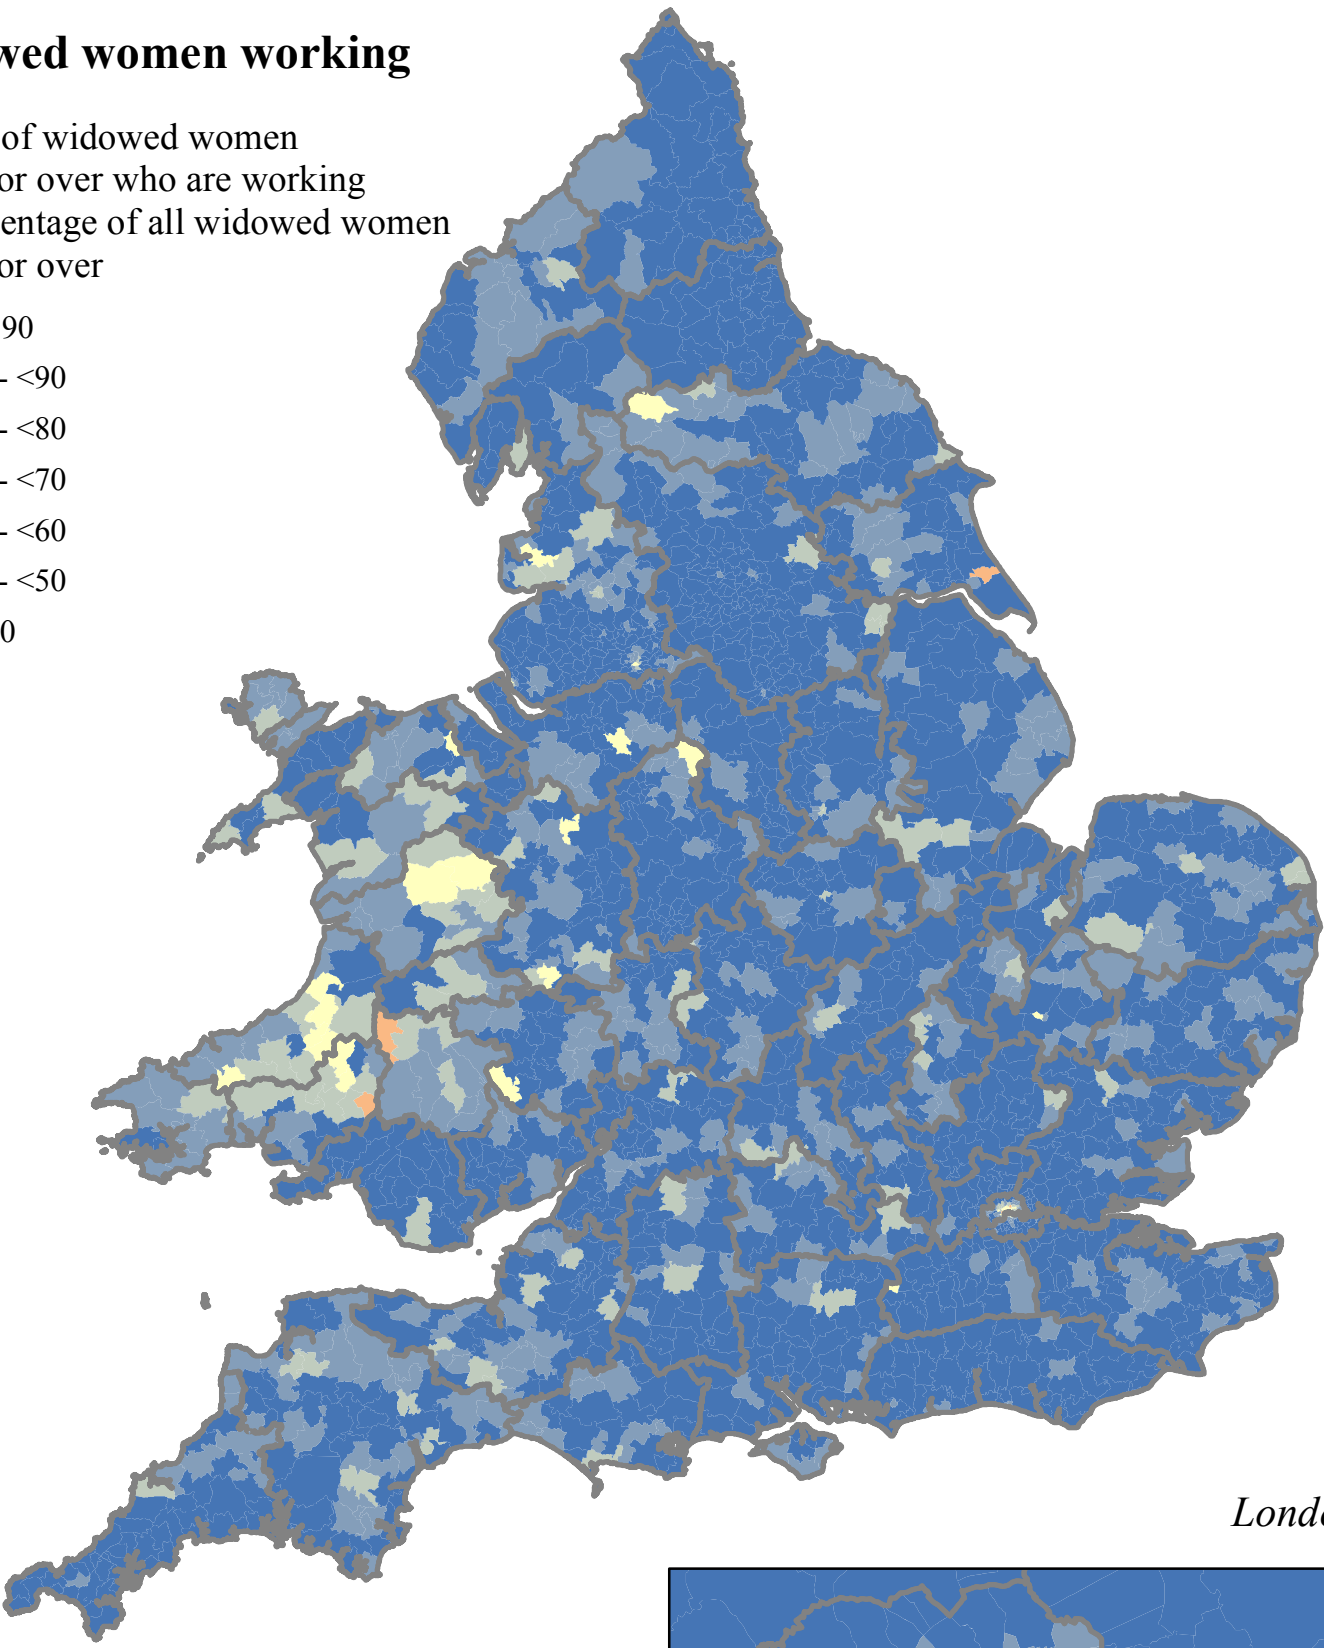 wed women working
of widowed women
or over who are working
entage of all widowed women
or over
90
- <90
- <80
- <70
- <60
- <50
0
Londo